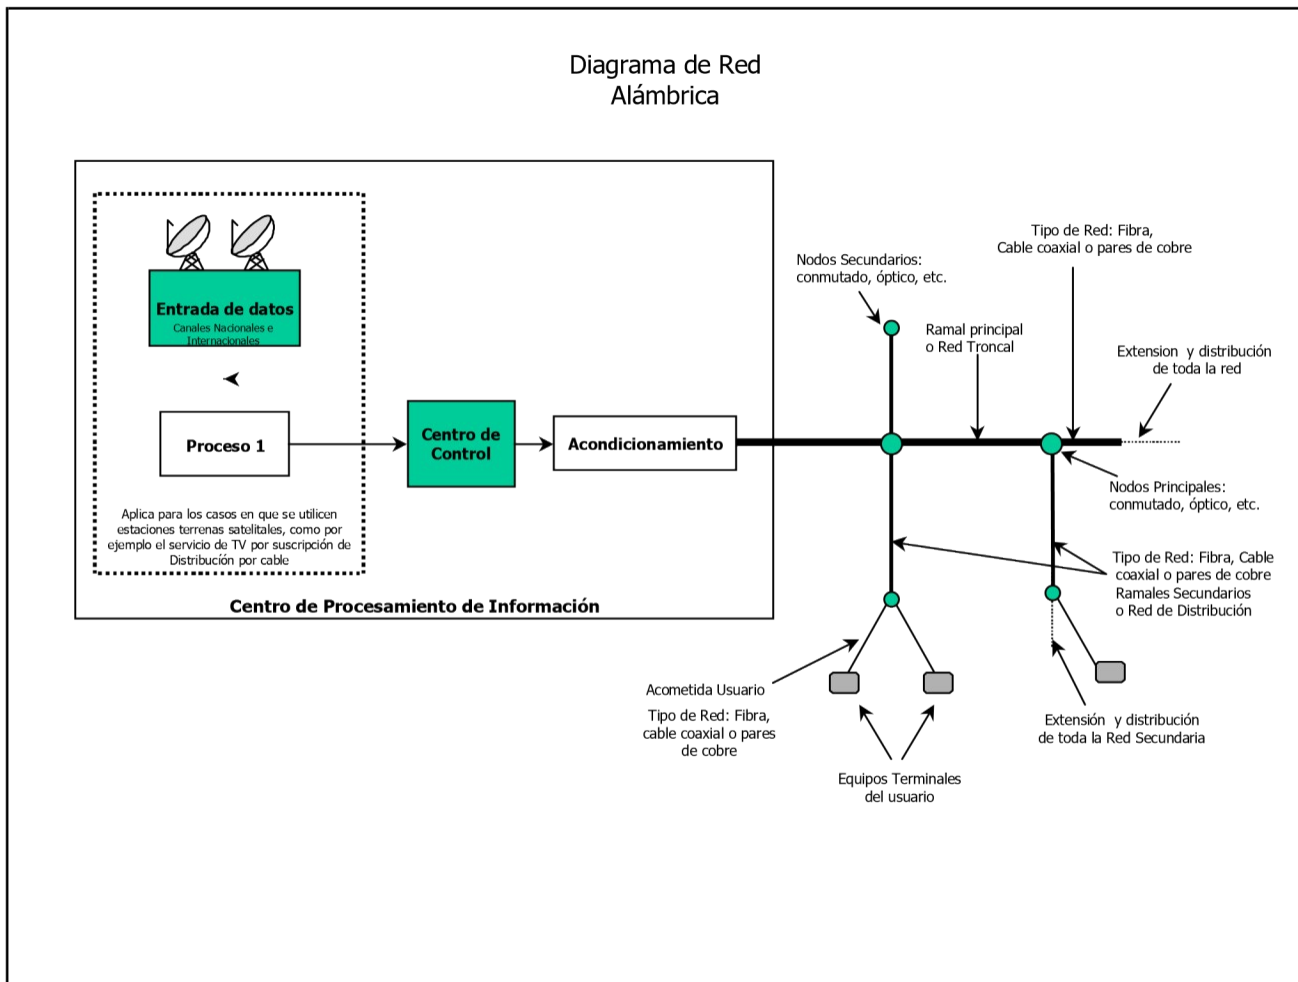 Diagrama de Red
Alámbrica
Entrada de datos
Canales Nacionales e
Internacionales
Proceso 1
Aplica para los casos en que se utilicen
estaciones terrenas satelitales, como por
ejemplo el servicio de TV por suscripción de
Distribución por cable
Centro de
Control
Acondicionamiento
Centro de Procesamiento de Información
Nodos Secundarios:
conmutado, óptico, etc.
Tipo de Red: Fibra,
Cable coaxial o pares de cobre
Ramal principal
o Red Troncal
Extension y distribución
de toda la red
Nodos Principales:
conmutado, óptico, etc.
Tipo de Red: Fibra, Cable
coaxial o pares de cobre
Ramales Secundarios
o Red de Distribución
Acometida Usuario
Tipo de Red: Fibra,
cable coaxial o pares
de cobre
Extensión y distribución
de toda la Red Secundaria
Equipos Terminales
del usuario